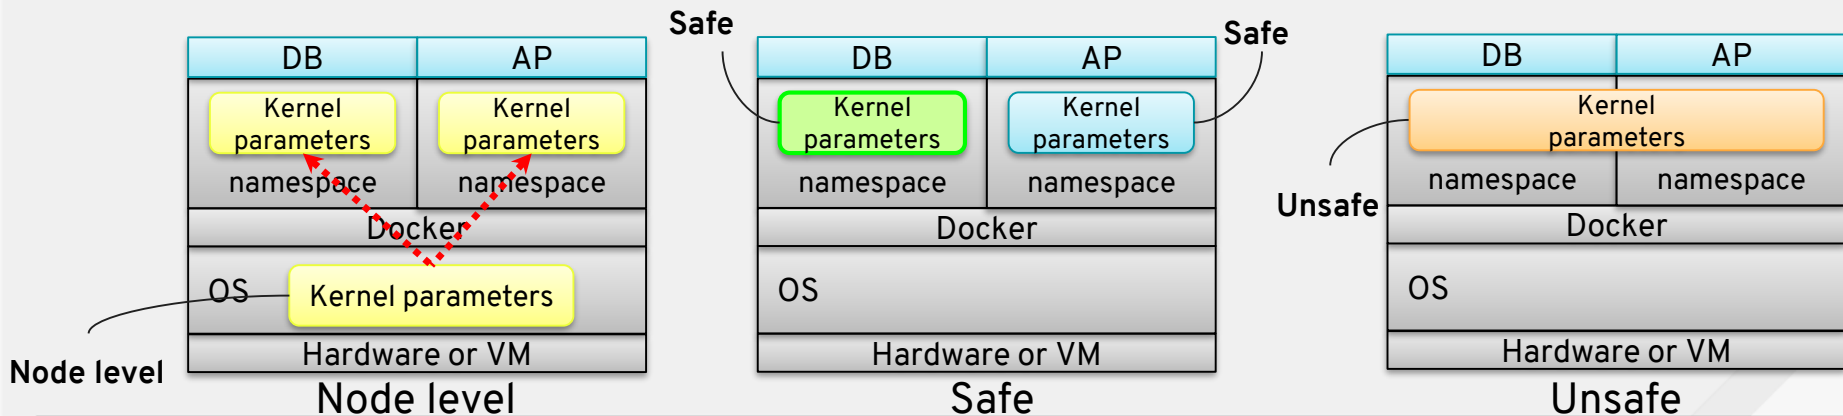 DB
AP
Kernel
parameters
Kernel
parameters
namespace
namespace
Docker
OS
Kernel parameters
Hardware or VM
Node level
Node level
Safe
Safe
DB
AP
Kernel
parameters
Kernel
parameters
namespace
namespace
Docker
OS
Hardware or VM
Safe
DB
AP
Kernel
parameters
namespace
namespace
Unsafe
Docker
OS
Hardware or VM
Unsafe